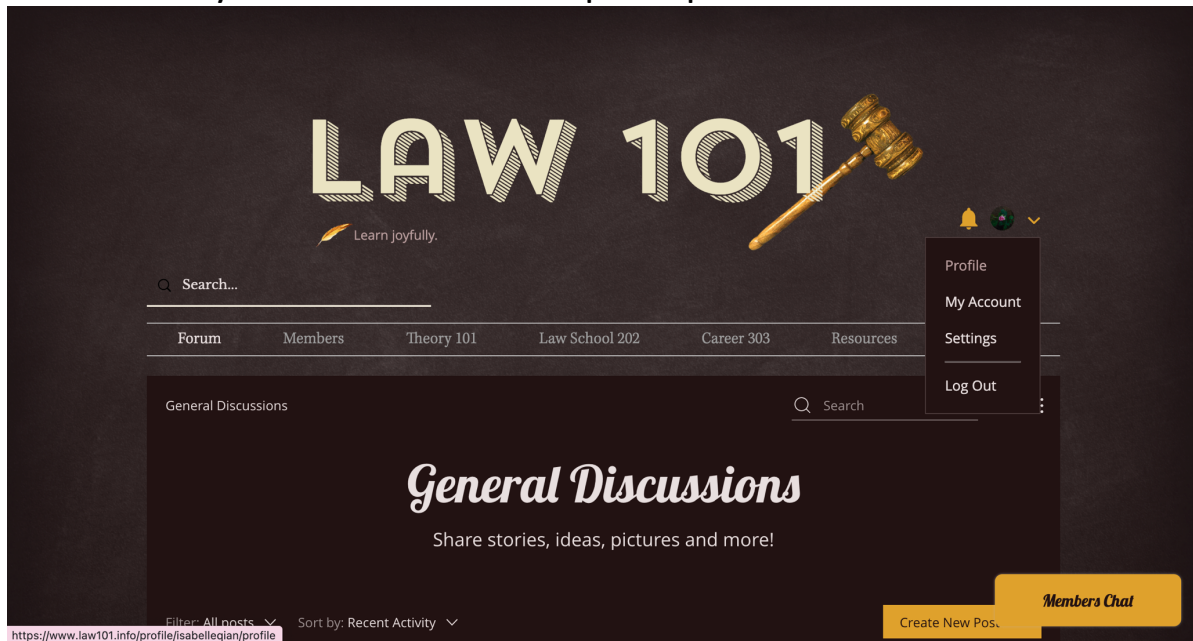 LAW 101
Learn joyfully.
Profile
My Account
Settings
Log Out
Search...
Forum Members Theory 101 Law School 202 Career 303 Resources
General Discussions Search
General Discussions
Share stories, ideas, pictures and more!
Members Chat
Filter: All posts Sort by: Recent Activity Create New Pos
https://www.law101.info/profile/isabelleqian/profile